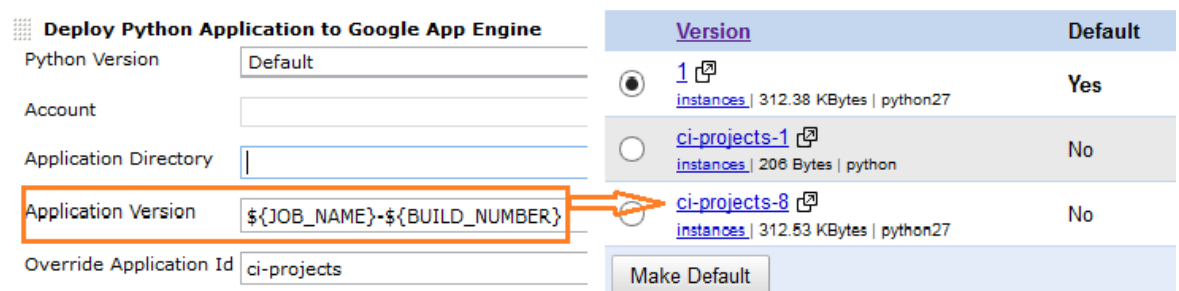 Deploy Python Application to Google App Engine
Python Version
Default
Account
Application Directory
Application Version
${JOB_NAME}-${BUILD_NUMBER}
Override Application Id
ci-projects
Version
Default
1
instances | 312.38 KBytes | python27
Yes
ci-projects-1
instances | 206 Bytes | python
No
ci-projects-8
instances | 312.53 KBytes | python27
No
Make Default